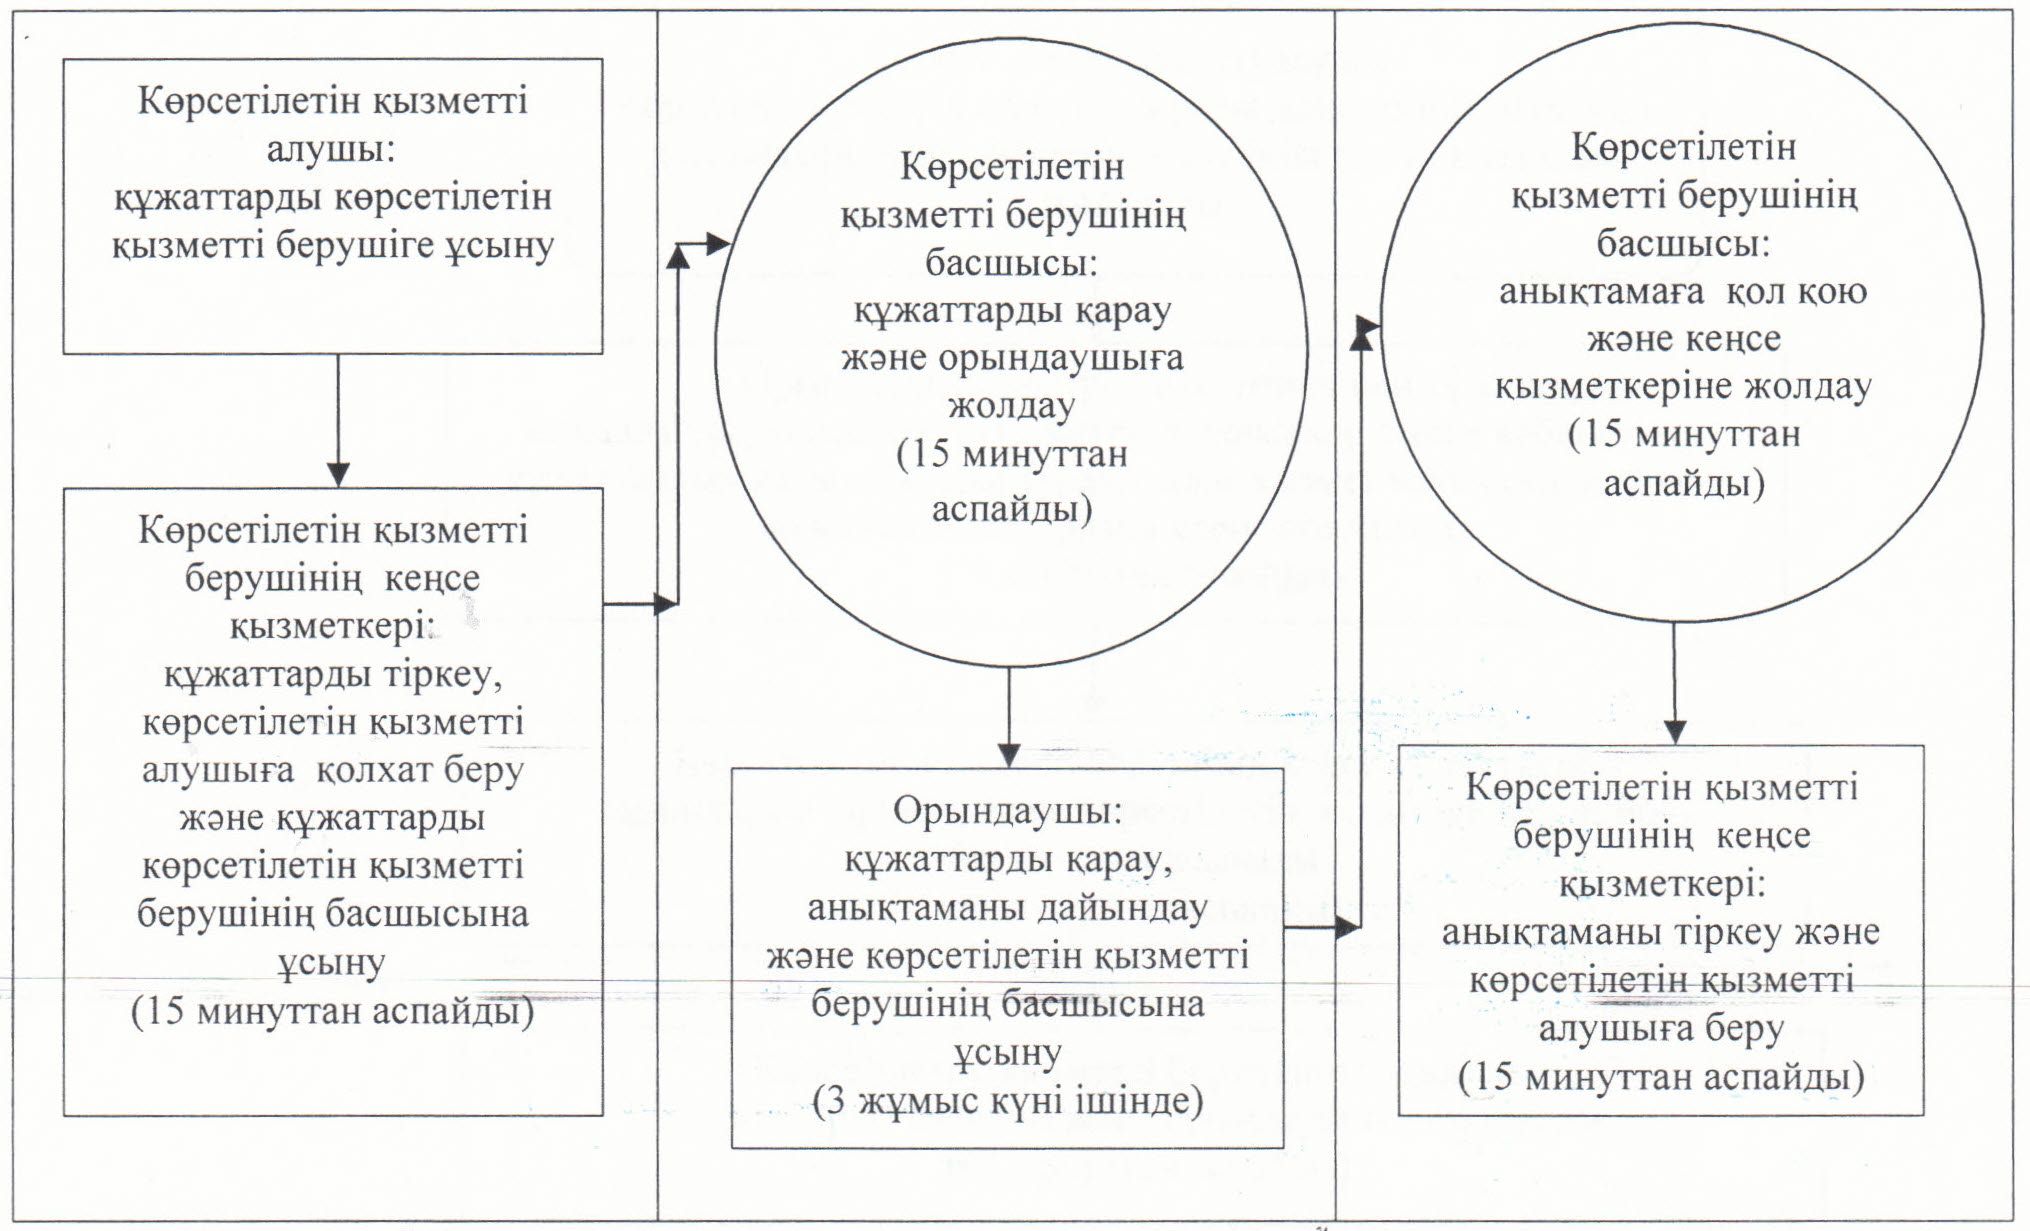 Көрсетілетін қызметті
алушы:
құжаттарды көрсетілетін
қызметті берушіге ұсыну
Көрсетілетін қызметті
берушінің кеңсе
қызметкері:
құжаттарды тіркеу,
көрсетілетін қызметті
алушыға қолхат беру
және құжаттарды
көрсетілетін қызметті
берушінің басшысына
ұсыну
(15 минуттан аспайды)
Көрсетілетін
қызметті берушінің
басшысы:
құжаттарды қарау
және орындаушыға
жолдау
(15 минуттан
аспайды)
Орындаушы:
құжаттарды қарау,
анықтаманы дайындау
және көрсетілетін қызметті
берушінің басшысына
ұсыну
(3 жұмыс күні ішінде)
Көрсетілетін
қызметті берушінің
басшысы:
анықтамаға қол қою
және кеңсе
қызметкеріне жолдау
(15 минуттан
аспайды)
Көрсетілетін қызметті
берушінің кеңсе
қызметкері:
анықтаманы тіркеу және
көрсетілетін қызметті
алушыға беру
(15 минуттан аспайды)